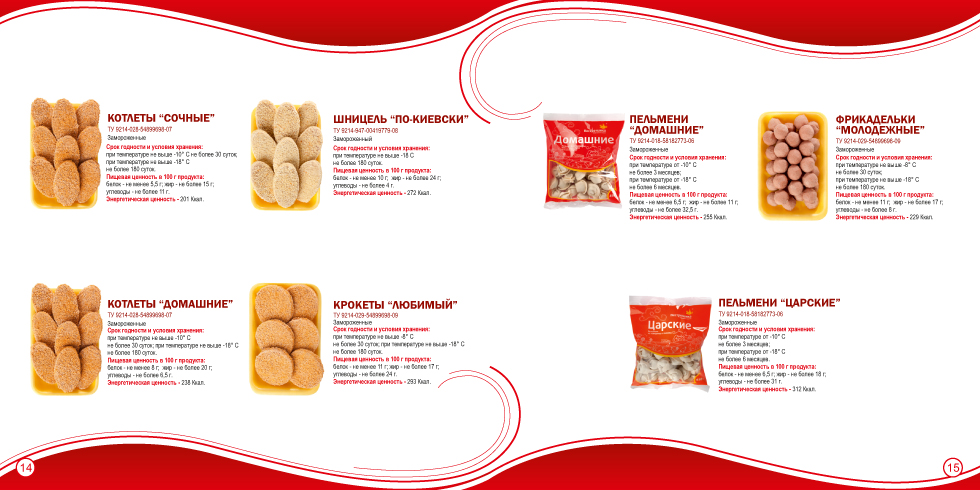 КОТЛЕТЫ “СОЧНЫЕ”
ТУ 9214-028-54899698-07
Замороженные
Срок годности и условия хранения:
при температуре не выше -10° С не более 30 суток;
при температуре не выше -18° С
не более 180 суток.
Пищевая ценность в 100 г продукта:
белок - не менее 5,5 г; жир - не более 15 г;
углеводы - не более 11 г.
Энергетическая ценность - 201 Ккал.
ШНИЦЕЛЬ “ПО-КИЕВСКИ”
ТУ 9214-947-00419779-08
Замороженный
Срок годности и условия хранения:
при температуре не выше -18 С
не более 180 суток.
Пищевая ценность в 100 г продукта:
белок - не менее 10 г; жир - не более 24 г;
углеводы - не более 4 г.
Энергетическая ценность - 272 Ккал.
Домашние
ПЕЛЬМЕНИ
“ДОМАШНИЕ”
ТУ 9214-018-58182773-06
Замороженные
Срок годности и условия хранения:
при температуре от -10° С
не более 3 месяцев;
при температуре от -18° С
не более 6 месяцев.
Пищевая ценность в 100 г продукта:
белок - не менее 6,5 г; жир - не более 11 г;
углеводы - не более 32,5 г.
Энергетическая ценность - 255 Ккал.
ФРИКАДЕЛЬКИ
“МОЛОДЕЖНЫЕ”
ТУ 9214-029-54899698-09
Замороженные
Срок годности и условия хранения:
при температуре не выше -8° С
не более 30 суток;
при температуре не выше -18° С
не более 180 суток.
Пищевая ценность в 100 г продукта:
белок - не менее 11 г; жир - не более 17 г;
углеводы - не более 8 г.
Энергетическая ценность - 229 Ккал.
КОТЛЕТЫ “ДОМАШНИЕ”
ТУ 9214-028-54899698-07
Замороженные
Срок годности и условия хранения:
при температуре не выше -10° С
не более 30 суток; при температуре не выше -18° С
не более 180 суток.
Пищевая ценность в 100 г продукта:
белок - не менее 8 г; жир - не более 20 г;
углеводы - не более 6,5 г.
Энергетическая ценность - 238 Ккал.
КРОКЕТЫ “ЛЮБИМЫЙ”
ТУ 9214-029-54899698-09
Замороженные
Срок годности и условия хранения:
при температуре не выше -8° С
не более 30 суток; при температуре не выше -18° С
не более 180 суток.
Пищевая ценность в 100 г продукта:
белок - не менее 11 г; жир - не более 17 г;
углеводы - не более 24 г.
Энергетическая ценность - 293 Ккал.
Царские
ПЕЛЬМЕНИ “ЦАРСКИЕ”
ТУ 9214-018-58182773-06
Замороженные
Срок годности и условия хранения:
при температуре от -10° С
не более 3 месяцев;
при температуре от -18° С
не более 6 месяцев.
Пищевая ценность в 100 г продукта:
белок - не менее 6,5 г; жир - не более 18 г;
углеводы - не более 31 г.
Энергетическая ценность - 312 Ккал.
14
15